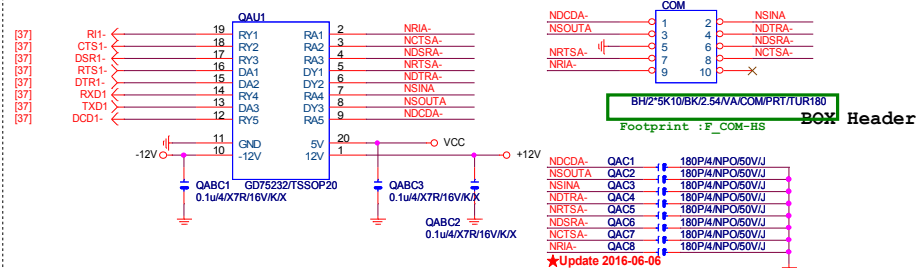 QAU1
[37] RI1- 19 RY1 RA1 2 NRIA-
[37] CTS1- 18 RY2 RA2 3 NCTSA-
[37] DSR1- 17 RY3 RA3 4 NDSRA-
[37] RTS1- 16 DA1 DY1 5 NRTSA-
[37] DTR1- 15 DA2 DY2 6 NDTRA-
[37] RXD1 14 RY4 RA4 7 NSINA
[37] TXD1 13 DA3 DY3 8 NSOUTA
[37] DCD1- 12 RY5 RA5 9 NDCDA-
11 GND 5V 20 VCC
-12V 10 -12V 12V 1 +12V
GD75232/TSSOP20
QABC1
0.1u/4/X7R/16V/K/X
QABC3
0.1u/4/X7R/16V/K/X
QABC2
0.1u/4/X7R/16V/K/X
COM
NDCDA- 1 2 NSINA
NSOUTA 3 4 NDTRA-
5 6 NDSRA-
NRTSA- 7 8 NCTSA-
NRIA- 9 10
BH/2*5K10/BK/2.54/VA/COM/PRT/TUR180
BOX Header
Footprint :F_COM-HS
NDCDA- QAC1 180P/4/NPO/50V/J
NSOUTA QAC2 180P/4/NPO/50V/J
NSINA QAC3 180P/4/NPO/50V/J
NDTRA- QAC4 180P/4/NPO/50V/J
NRTSA- QAC5 180P/4/NPO/50V/J
NDSRA- QAC6 180P/4/NPO/50V/J
NCTSA- QAC7 180P/4/NPO/50V/J
NRIA- QAC8 180P/4/NPO/50V/J
★Update 2016-06-06